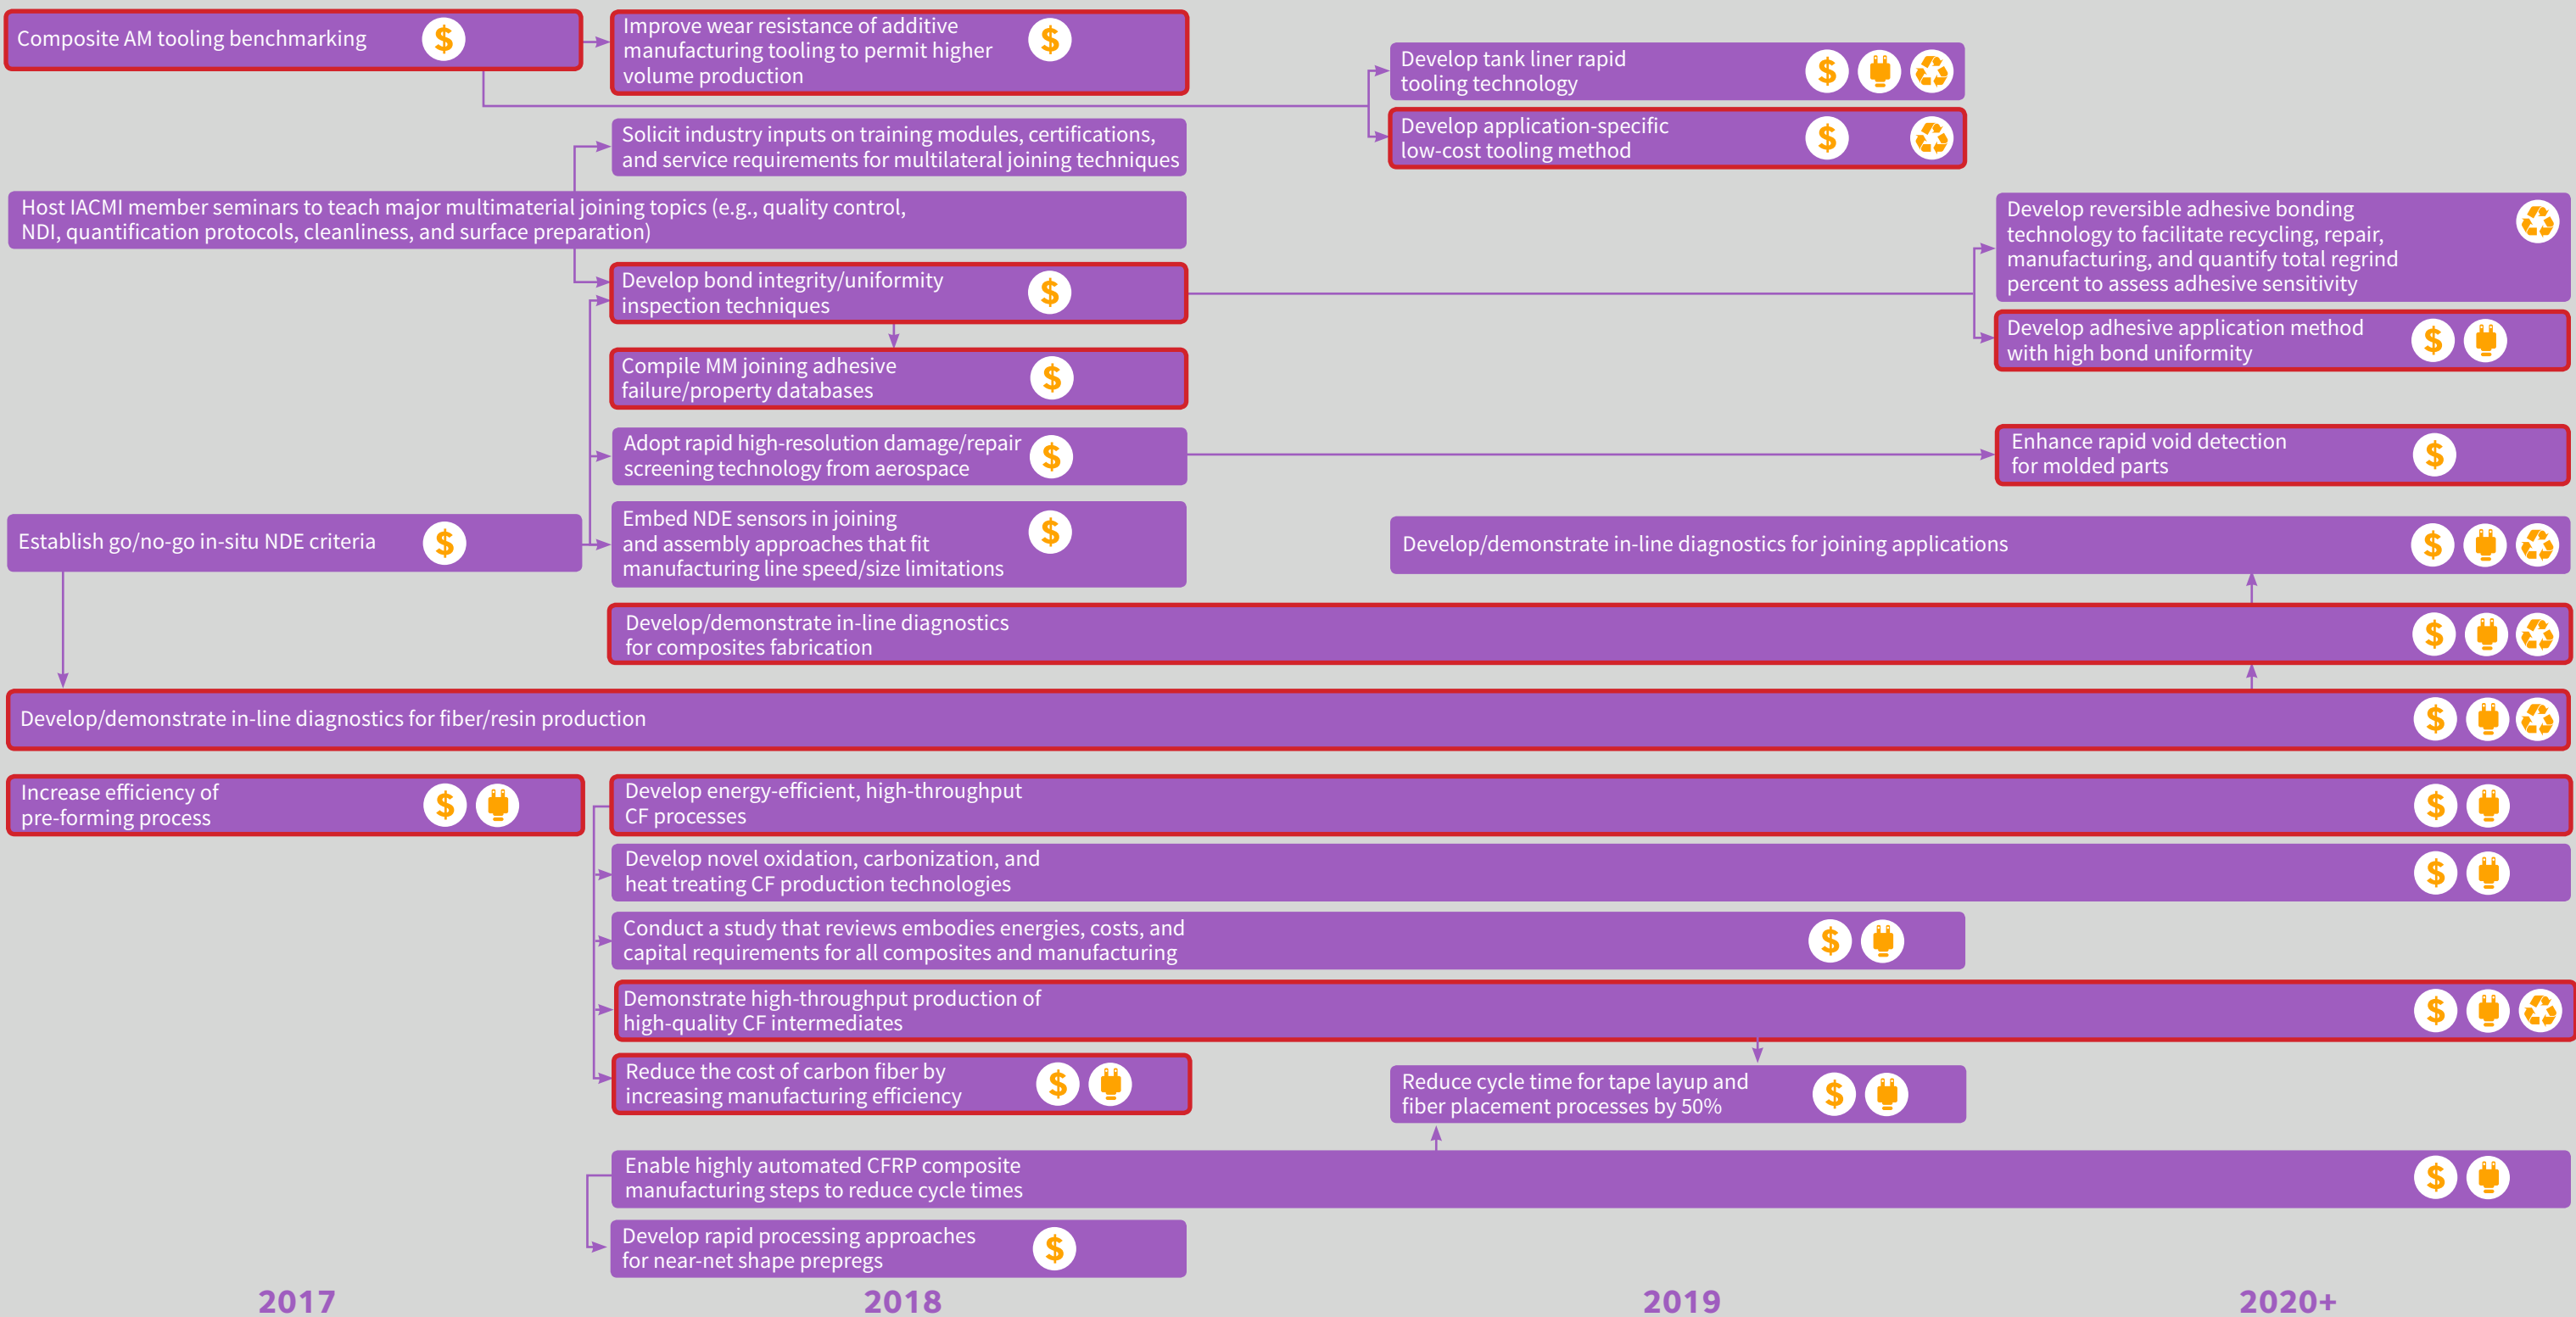 Composite AM tooling benchmarking
$
Improve wear resistance of additive
manufacturing tooling to permit higher
volume production
$
Develop tank liner rapid
tooling technology
$
Develop application-specific
low-cost tooling method
$
Solicit industry inputs on training modules, certifications,
and service requirements for multilateral joining techniques
Host IACMI member seminars to teach major multimaterial joining topics (e.g., quality control,
NDI, quantification protocols, cleanliness, and surface preparation)
Develop reversible adhesive bonding
technology to facilitate recycling, repair,
manufacturing, and quantify total regrind
percent to assess adhesive sensitivity
Develop bond integrity/uniformity
inspection techniques
$
Develop adhesive application method
with high bond uniformity
$
Compile MM joining adhesive
failure/property databases
$
Adopt rapid high-resolution damage/repair
screening technology from aerospace
$
Enhance rapid void detection
for molded parts
$
Establish go/no-go in-situ NDE criteria
$
Embed NDE sensors in joining
and assembly approaches that fit
manufacturing line speed/size limitations
$
Develop/demonstrate in-line diagnostics for joining applications
$
Develop/demonstrate in-line diagnostics
for composites fabrication
$
Develop/demonstrate in-line diagnostics for fiber/resin production
$
Increase efficiency of
pre-forming process
$
Develop energy-efficient, high-throughput
CF processes
$
Develop novel oxidation, carbonization, and
heat treating CF production technologies
$
Conduct a study that reviews embodies energies, costs, and
capital requirements for all composites and manufacturing
$
Demonstrate high-throughput production of
high-quality CF intermediates
$
Reduce the cost of carbon fiber by
increasing manufacturing efficiency
$
Reduce cycle time for tape layup and
fiber placement processes by 50%
$
Enable highly automated CFRP composite
manufacturing steps to reduce cycle times
$
Develop rapid processing approaches
for near-net shape prepregs
$
2017
2018
2019
2020+